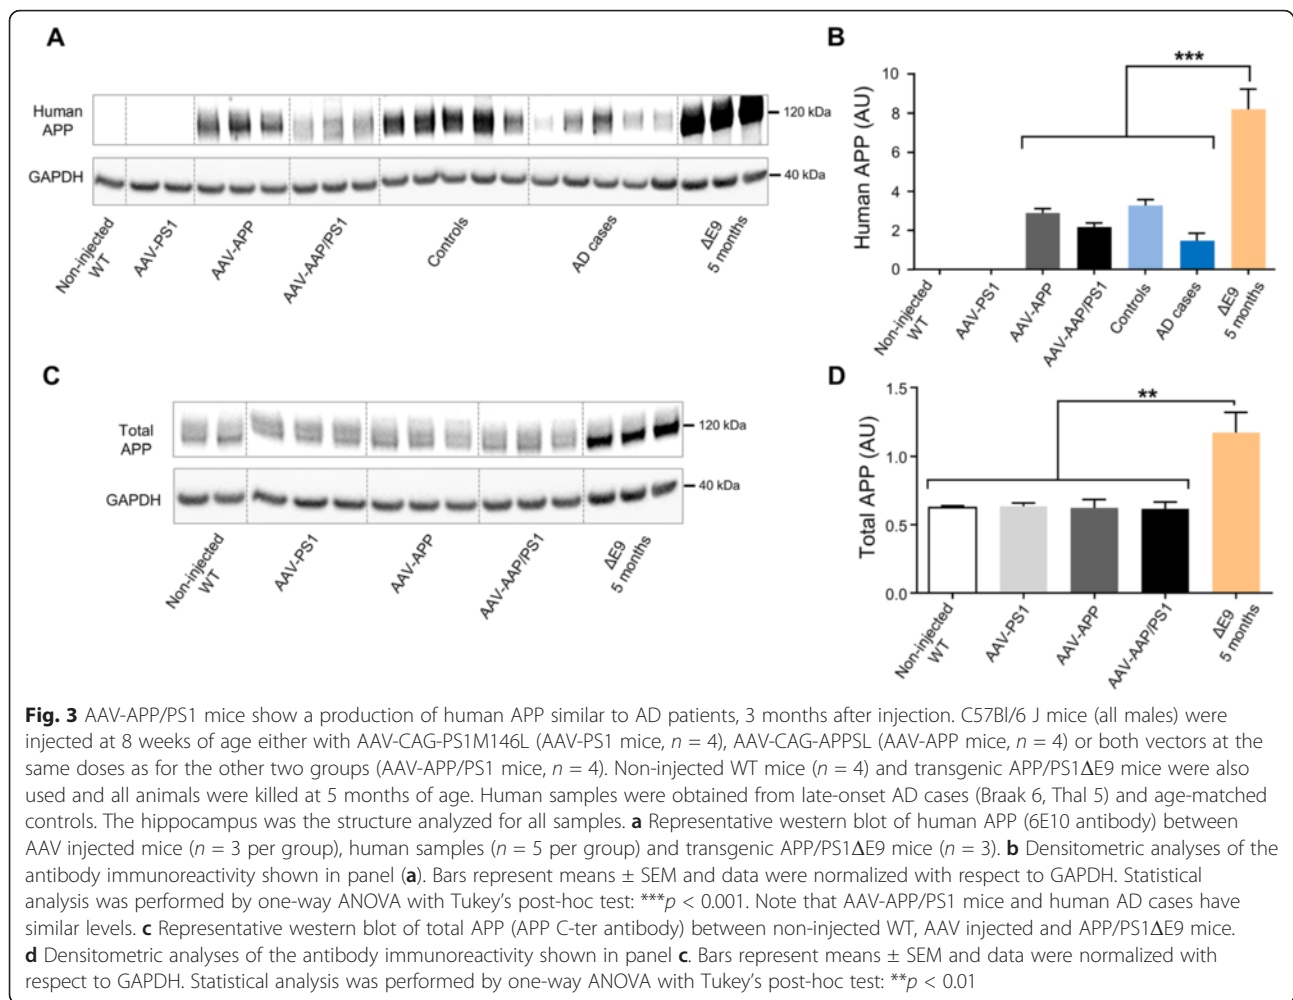 A
Human
APP
120 kDa
GAPDH
40 kDa
Non-injected
WT
AAV-PS1
AAV-APP
AAV-AAP/PS1
Controls
AD cases
ΔE9
5 months
B
***
Human APP (AU)
10
8
6
4
2
0
Non-injected
WT
AAV-PS1
AAV-APP
AAV-AAP/PS1
Controls
AD cases
ΔE9
5 months
C
Total
APP
120 kDa
GAPDH
40 kDa
Non-injected
WT
AAV-PS1
AAV-APP
AAV-AAP/PS1
ΔE9
5 months
D
**
Total APP (AU)
1.5
1.0
0.5
0.0
Non-injected
WT
AAV-PS1
AAV-APP
AAV-AAP/PS1
ΔE9
5 months
Fig. 3 AAV-APP/PS1 mice show a production of human APP similar to AD patients, 3 months after injection. C57Bl/6 J mice (all males) were
injected at 8 weeks of age either with AAV-CAG-PS1M146L (AAV-PS1 mice, n = 4), AAV-CAG-APPSL (AAV-APP mice, n = 4) or both vectors at the
same doses as for the other two groups (AAV-APP/PS1 mice, n = 4). Non-injected WT mice (n = 4) and transgenic APP/PS1ΔE9 mice were also
used and all animals were killed at 5 months of age. Human samples were obtained from late-onset AD cases (Braak 6, Thal 5) and age-matched
controls. The hippocampus was the structure analyzed for all samples. a Representative western blot of human APP (6E10 antibody) between
AAV injected mice (n = 3 per group), human samples (n = 5 per group) and transgenic APP/PS1ΔE9 mice (n = 3). b Densitometric analyses of the
antibody immunoreactivity shown in panel (a). Bars represent means ± SEM and data were normalized with respect to GAPDH. Statistical
analysis was performed by one-way ANOVA with Tukey's post-hoc test: ***p < 0.001. Note that AAV-APP/PS1 mice and human AD cases have
similar levels. c Representative western blot of total APP (APP C-ter antibody) between non-injected WT, AAV injected and APP/PS1ΔE9 mice.
d Densitometric analyses of the antibody immunoreactivity shown in panel c. Bars represent means ± SEM and data were normalized with
respect to GAPDH. Statistical analysis was performed by one-way ANOVA with Tukey's post-hoc test: **p < 0.01